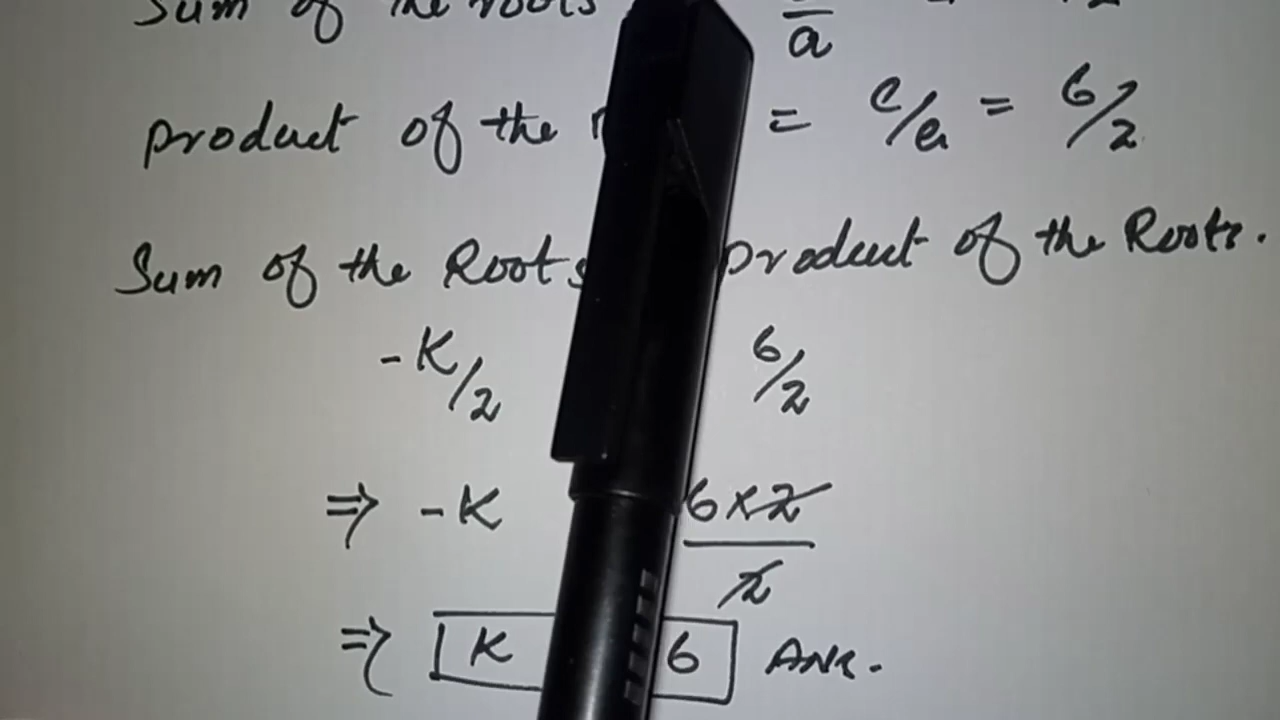 Sum of the roots a
product of the = c/a = 6/2
Sum of the Roots product of the Roots.
-K/2 6/2
⇒ -K 6×2/2
⇒ K 6 Ans.